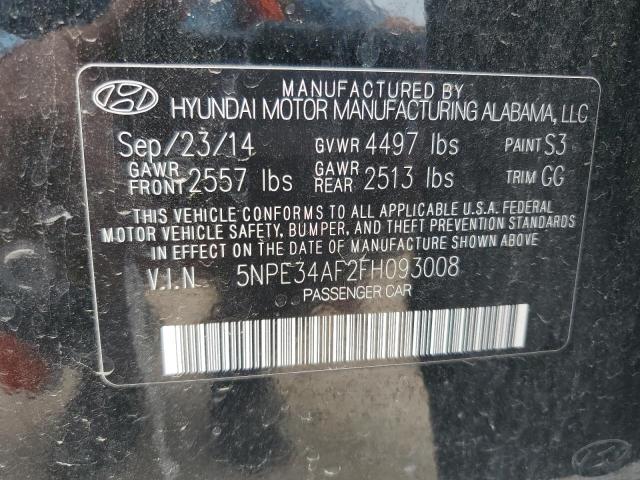 MANUFACTURED BY
HYUNDAI MOTOR MANUFACTURING ALABAMA, LLC
Sep/23/14 GVWR 4497 lbs PAINT S3
GAWR FRONT 2557 lbs GAWR REAR 2513 lbs TRIM GG
THIS VEHICLE CONFORMS TO ALL APPLICABLE U.S.A. FEDERAL
MOTOR VEHICLE SAFETY, BUMPER, AND THEFT PREVENTION STANDARDS
IN EFFECT ON THE DATE OF MANUFACTURE SHOWN ABOVE
V.I.N 5NPE34AF2FH093008
PASSENGER CAR